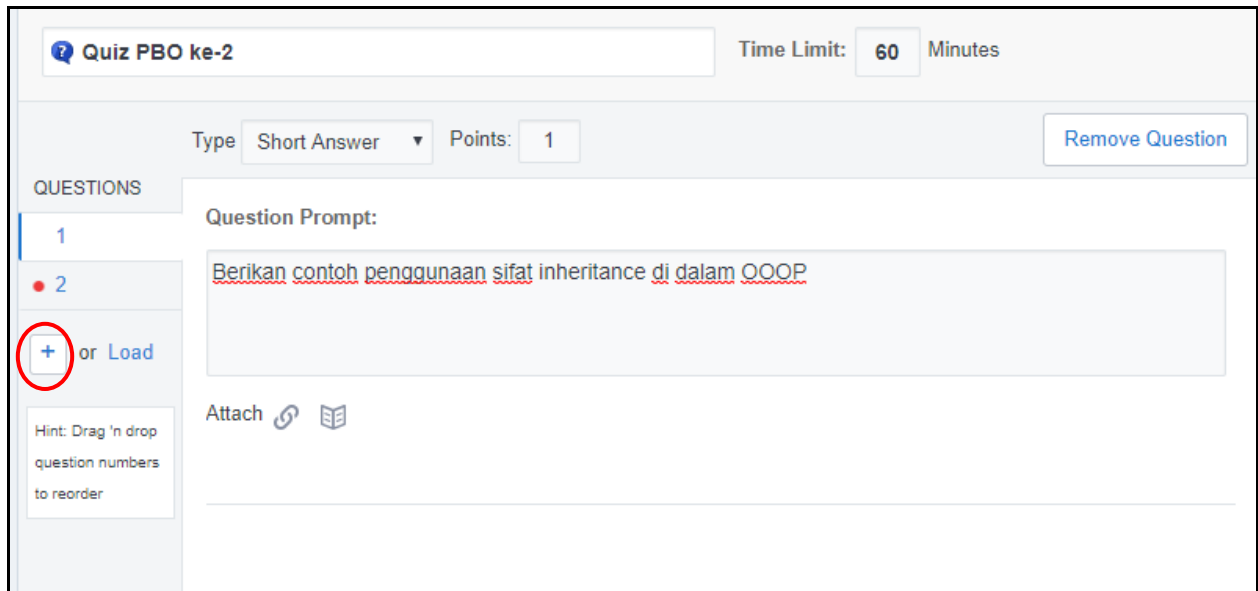 Quiz PBO ke-2
Time Limit: 60 Minutes
Type Short Answer Points: 1
Remove Question
QUESTIONS
1
2
+ or Load
Hint: Drag 'n drop
question numbers
to reorder
Question Prompt:
Berikan contoh penggunaan sifat inheritance di dalam OOOP
Attach